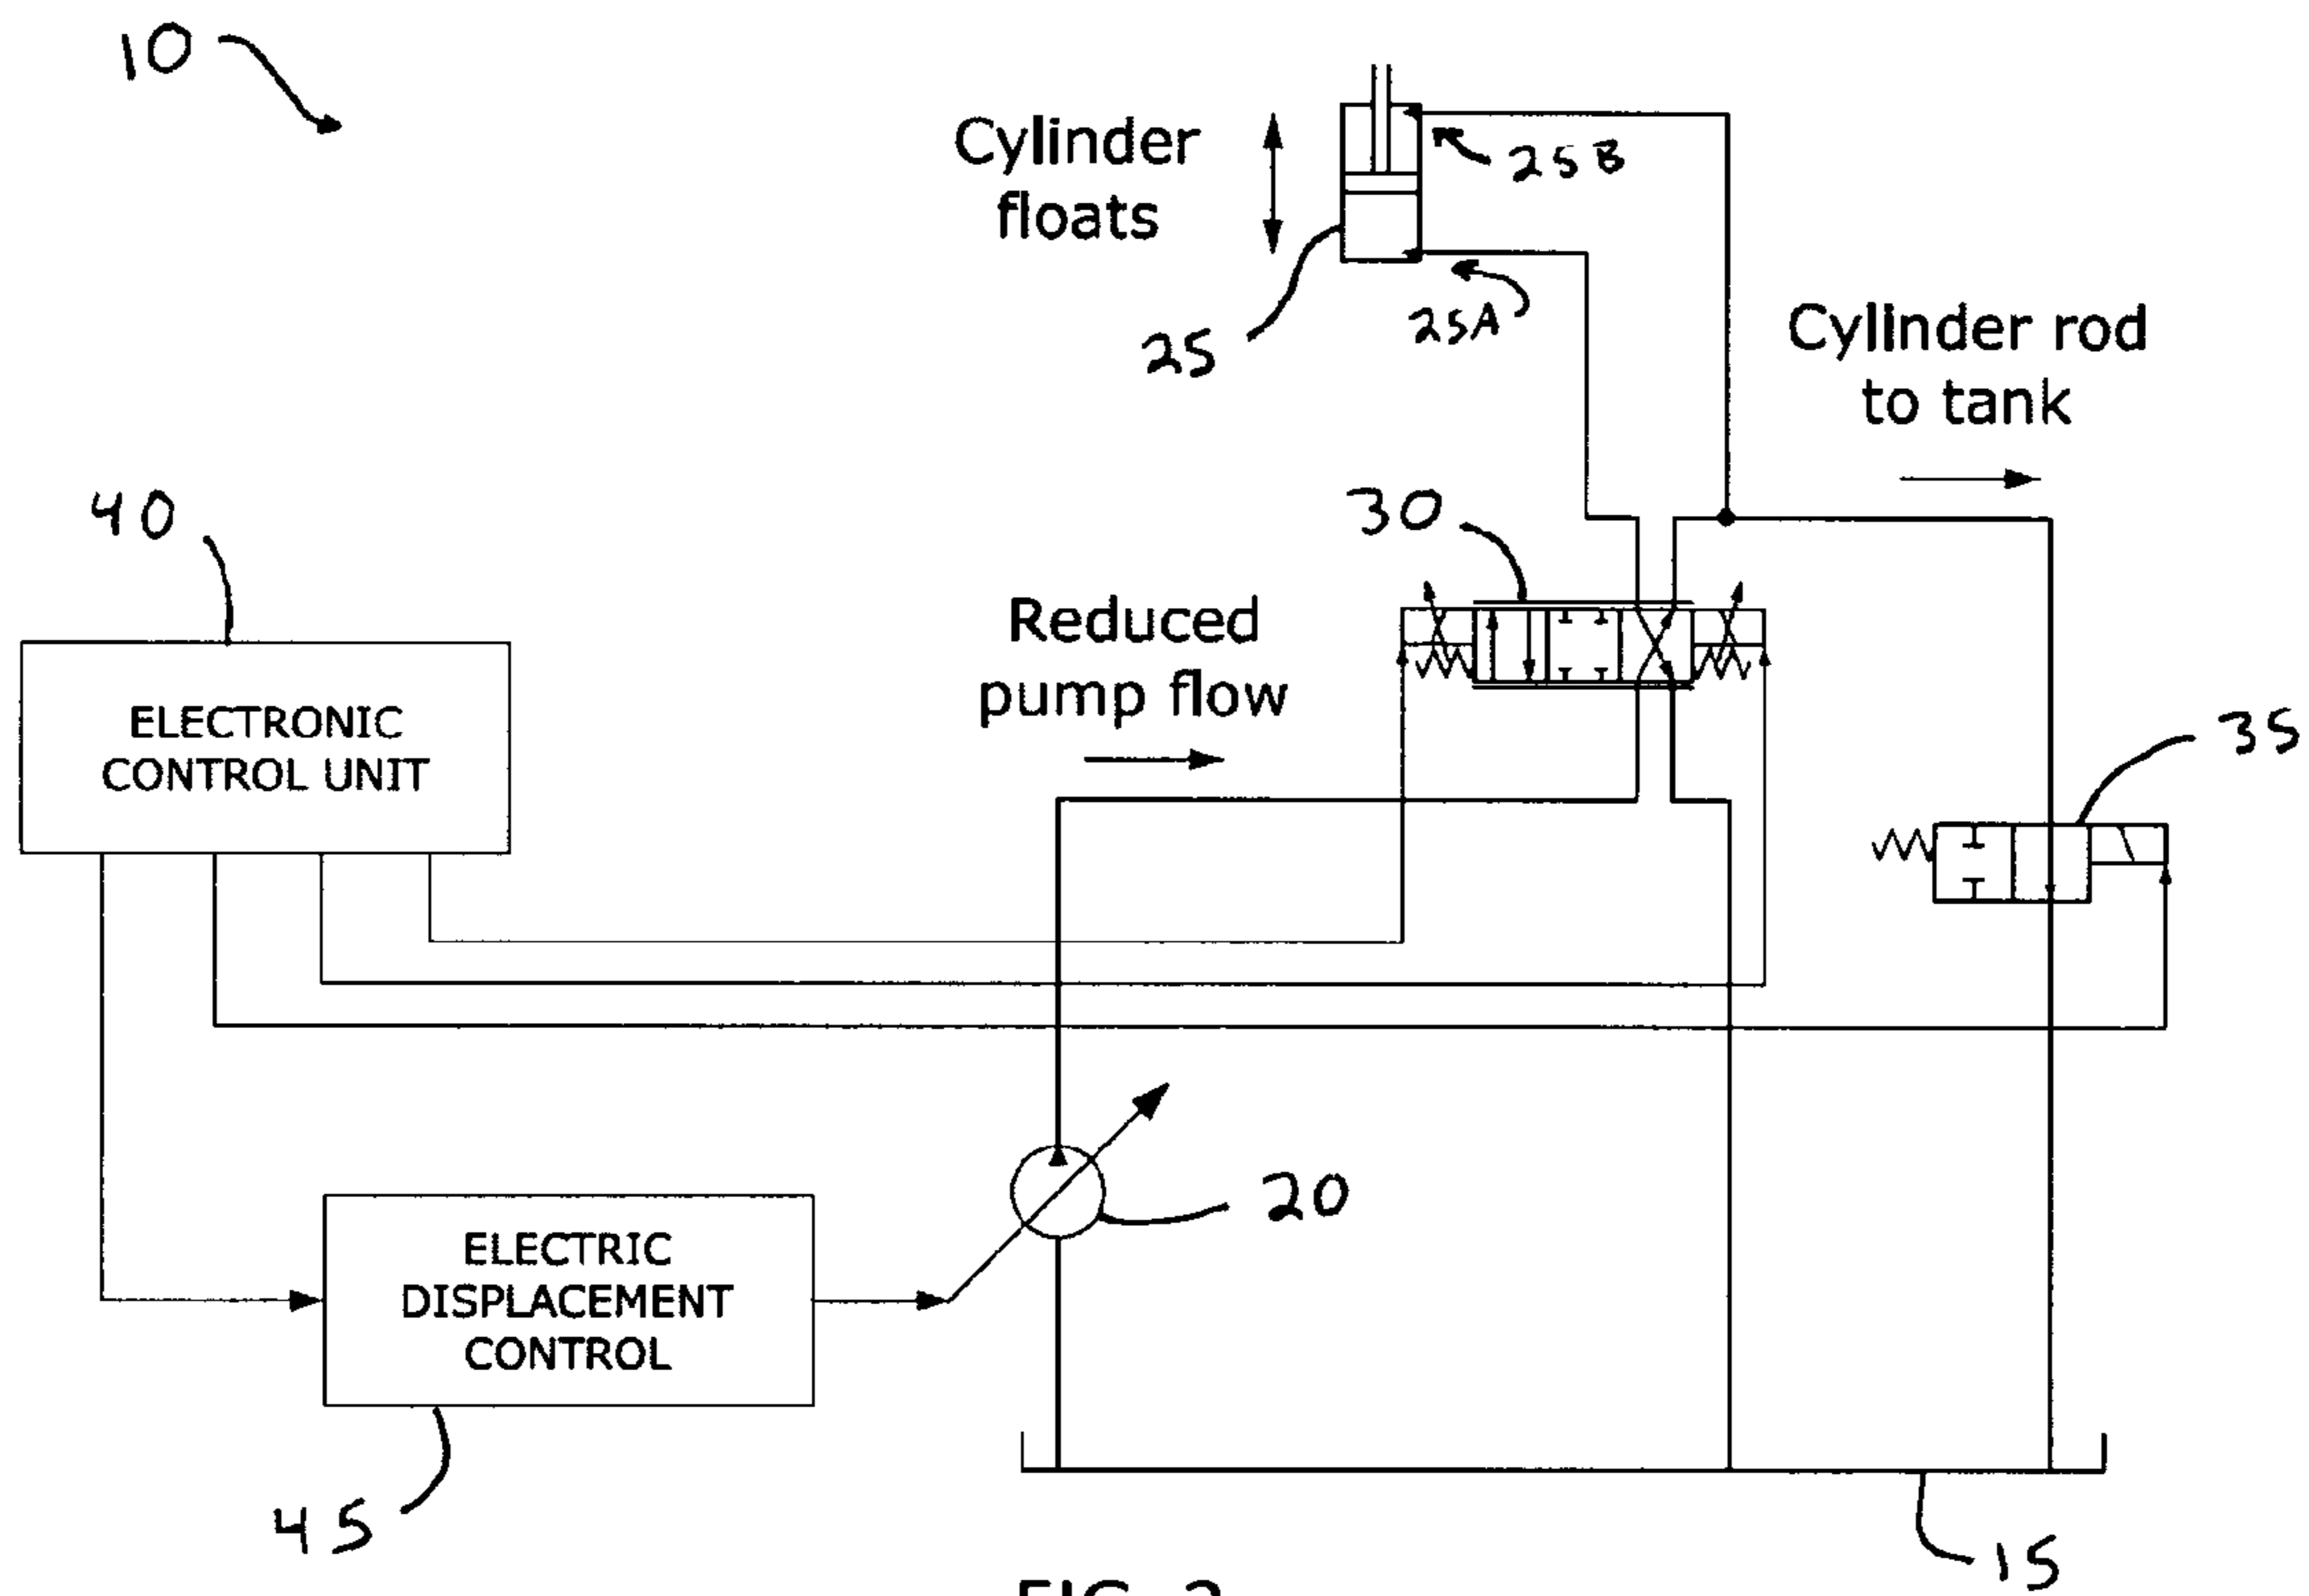 10
Cylinder
floats
25B
25A
25
Cylinder rod
to tank
40
30
Reduced
pump flow
ELECTRONIC
CONTROL UNIT
35
20
ELECTRIC
DISPLACEMENT
CONTROL
45
15